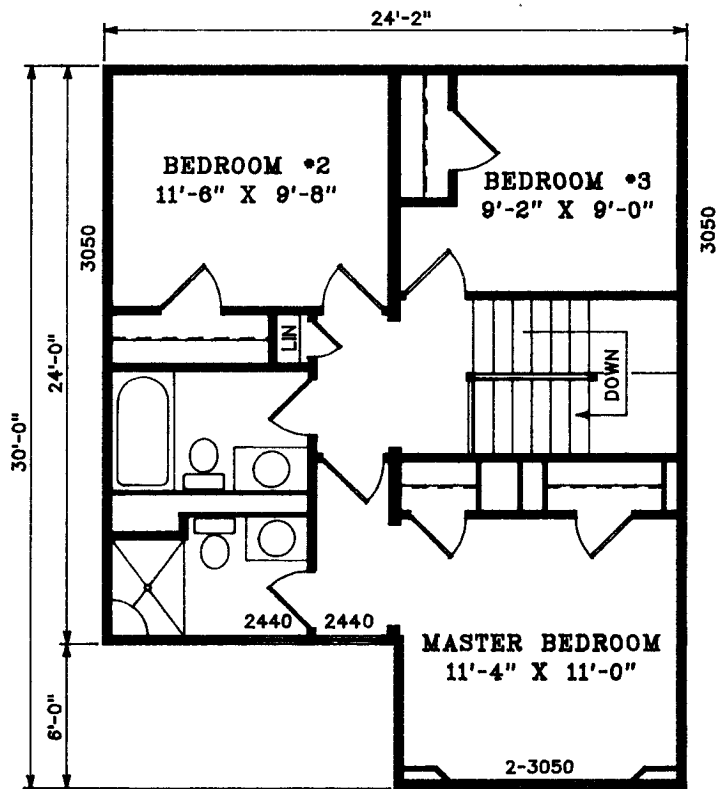 24'-2"
BEDROOM #2
11'-6" X 9'-8"
BEDROOM #3
9'-2" X 9'-0"
3050
3050
LIN
DOWN
24'-0"
30'-0"
2440
2440
MASTER BEDROOM
11'-4" X 11'-0"
6'-0"
2-3050